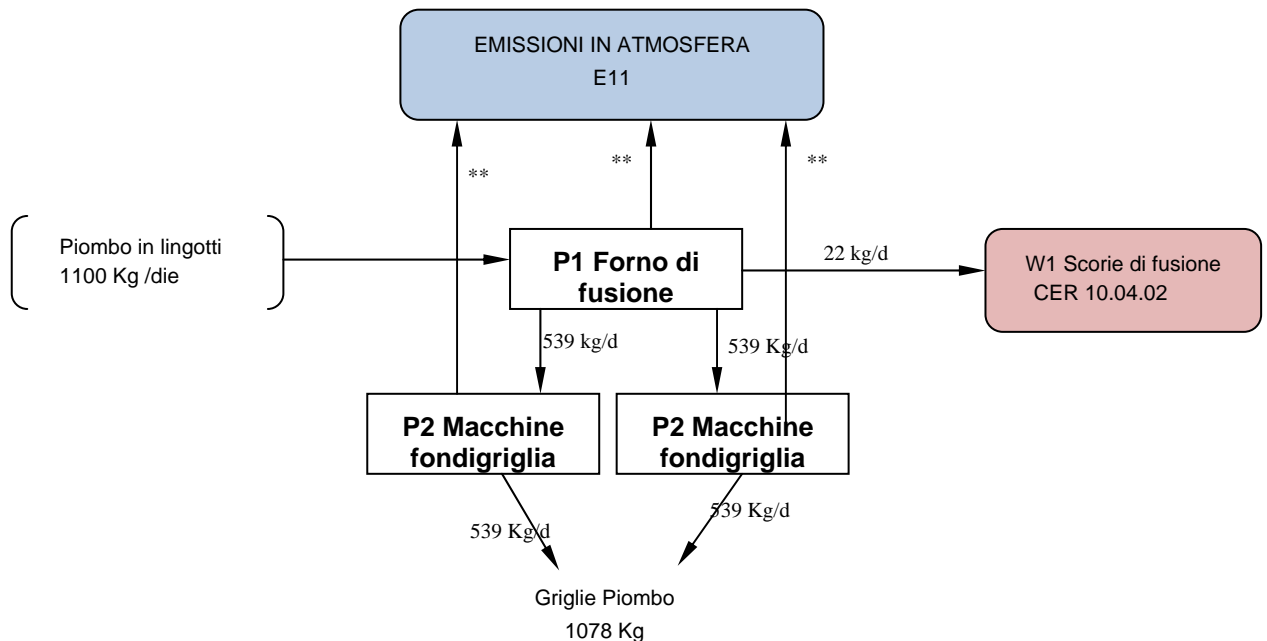 EMISSIONI IN ATMOSFERA
E11
**
**
**
Piombo in lingotti
1100 Kg /die
P1 Forno di
fusione
22 kg/d
W1 Scorie di fusione
CER 10.04.02
539 kg/d
539 Kg/d
P2 Macchine
fondigriglia
P2 Macchine
fondigriglia
539 Kg/d
539 Kg/d
Griglie Piombo
1078 Kg